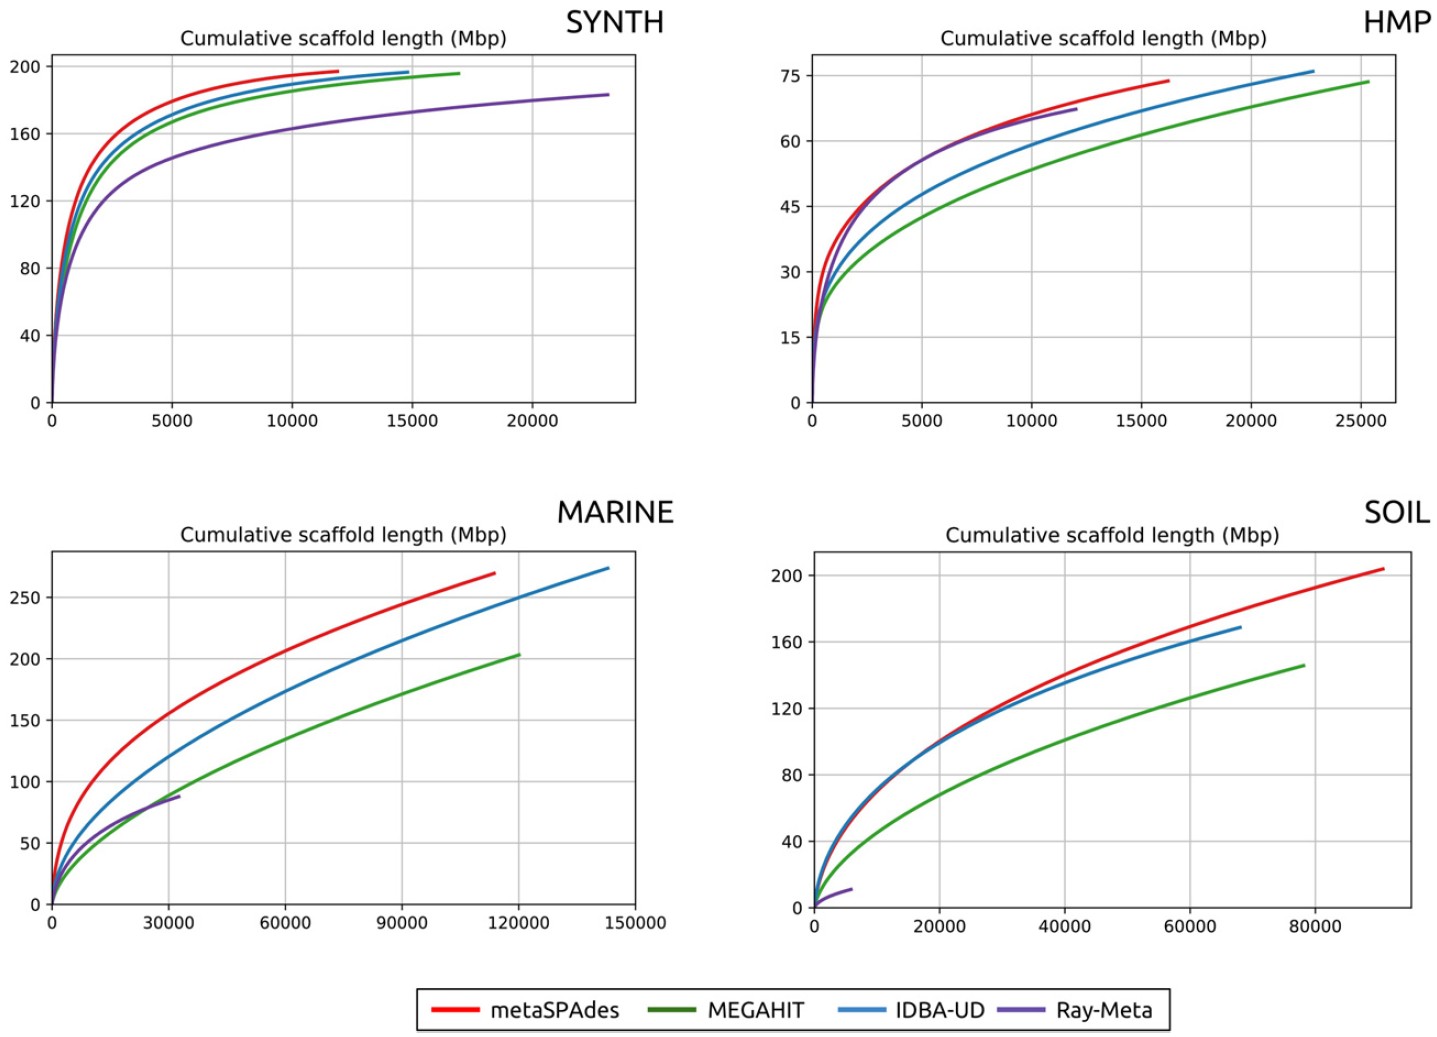 SYNTH
Cumulative scaffold length (Mbp)
200
160
120
80
40
0
0 5000 10000 15000 20000
HMP
Cumulative scaffold length (Mbp)
75
60
45
30
15
0
0 5000 10000 15000 20000 25000
MARINE
Cumulative scaffold length (Mbp)
250
200
150
100
50
0
0 30000 60000 90000 120000 150000
SOIL
Cumulative scaffold length (Mbp)
200
160
120
80
40
0
0 20000 40000 60000 80000
metaSPAdes MEGAHIT IDBA-UD Ray-Meta